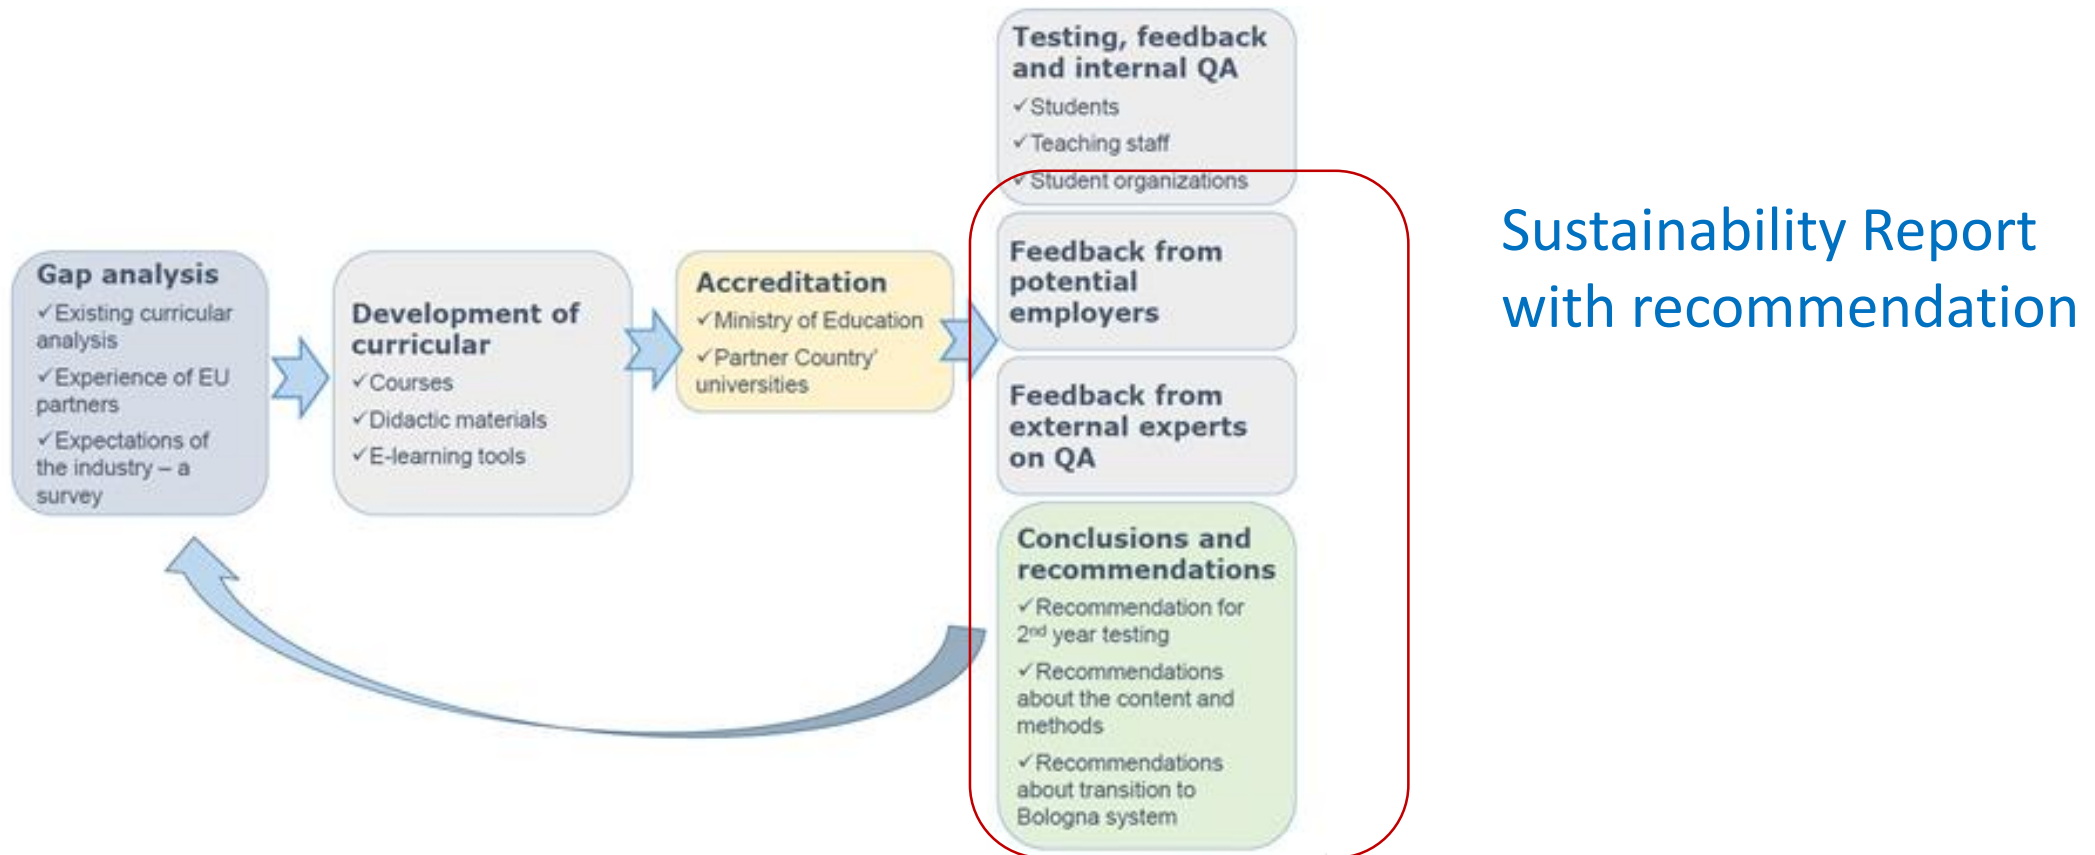 Gap analysis
✓Existing curricular
analysis
✓Experience of EU
partners
✓Expectations of
the industry – a
survey
Development of
curricular
✓Courses
✓Didactic materials
✓E-learning tools
Accreditation
✓Ministry of Education
✓Partner Country'
universities
Testing, feedback
and internal QA
✓Students
✓Teaching staff
✓Student organizations
Feedback from
potential
employers
Feedback from
external experts
on QA
Conclusions and
recommendations
✓Recommendation for
2nd year testing
✓Recommendations
about the content and
methods
✓Recommendations
about transition to
Bologna system
Sustainability Report
with recommendation